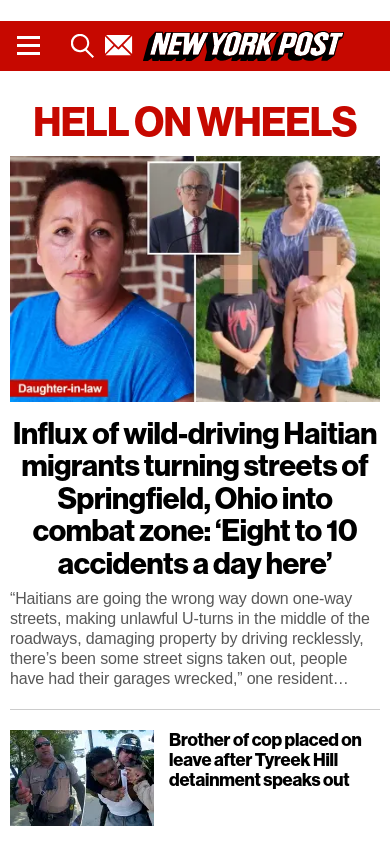 NEW YORK POST
HELL ON WHEELS
Daughter-in-law
Influx of wild-driving Haitian
migrants turning streets of
Springfield, Ohio into
combat zone: ‘Eight to 10
accidents a day here’
“Haitians are going the wrong way down one-way
streets, making unlawful U-turns in the middle of the
roadways, damaging property by driving recklessly,
there’s been some street signs taken out, people
have had their garages wrecked,” one resident…
Brother of cop placed on
leave after Tyreek Hill
detainment speaks out